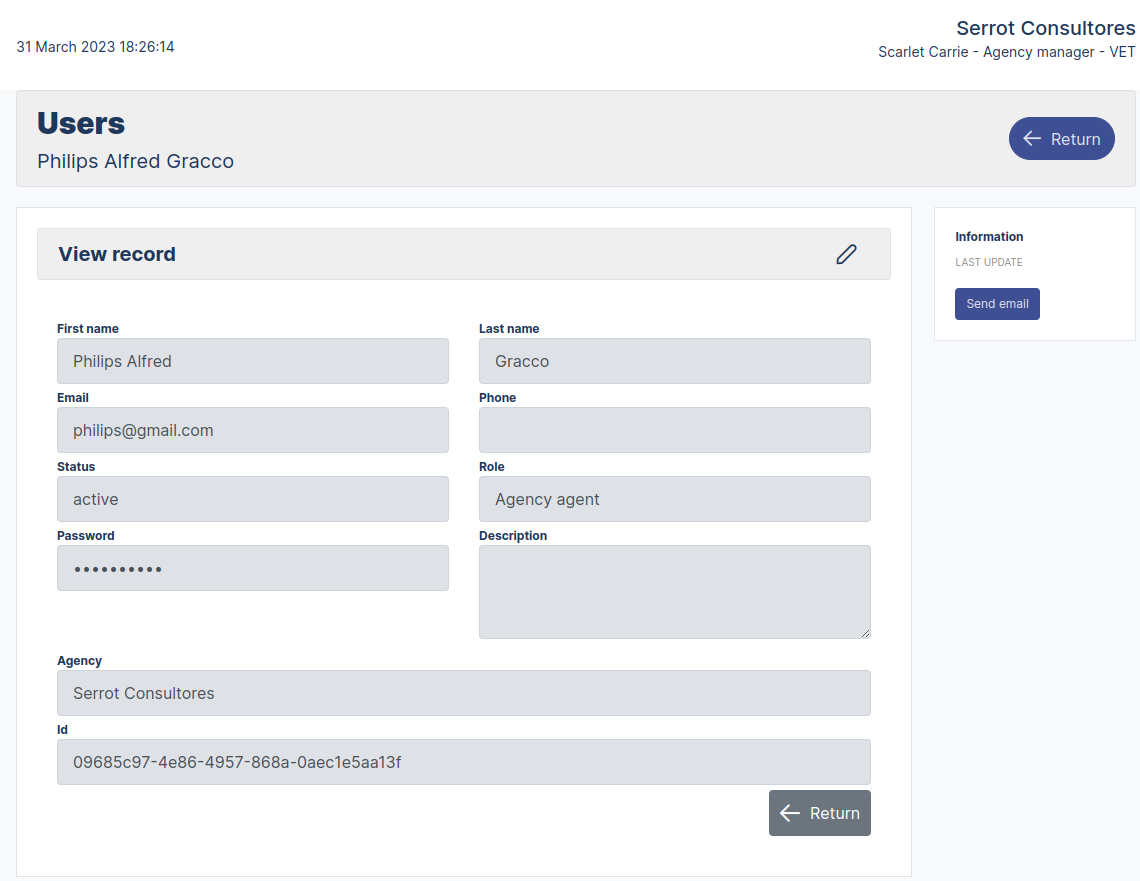 Serrot Consultores
31 March 2023 18:26:14
Scarlet Carrie - Agency manager - VET
Users
Philips Alfred Gracco
Return
View record
Information
LAST UPDATE
Send email
First name
Philips Alfred
Last name
Gracco
Email
philips@gmail.com
Phone
Status
active
Role
Agency agent
Password
••••••••••
Description
Agency
Serrot Consultores
Id
09685c97-4e86-4957-868a-0aec1e5aa13f
Return